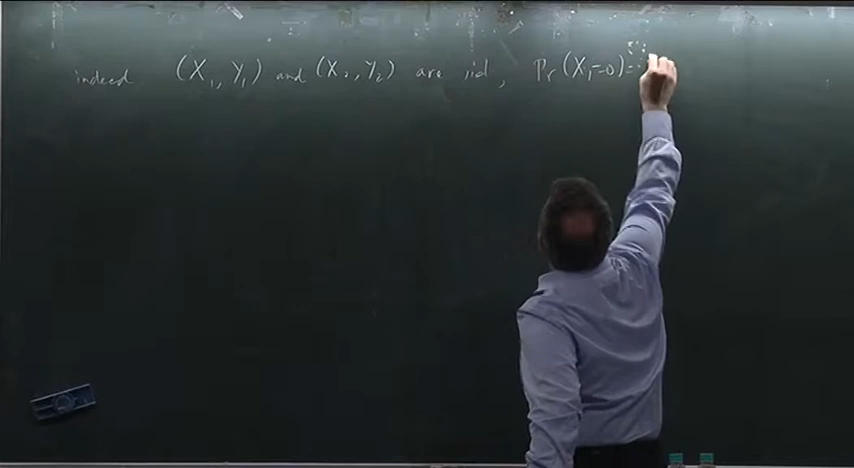 indeed (X₁, Y₁) and (X₂, Y₂) are iid, Pr(X₁=0)=